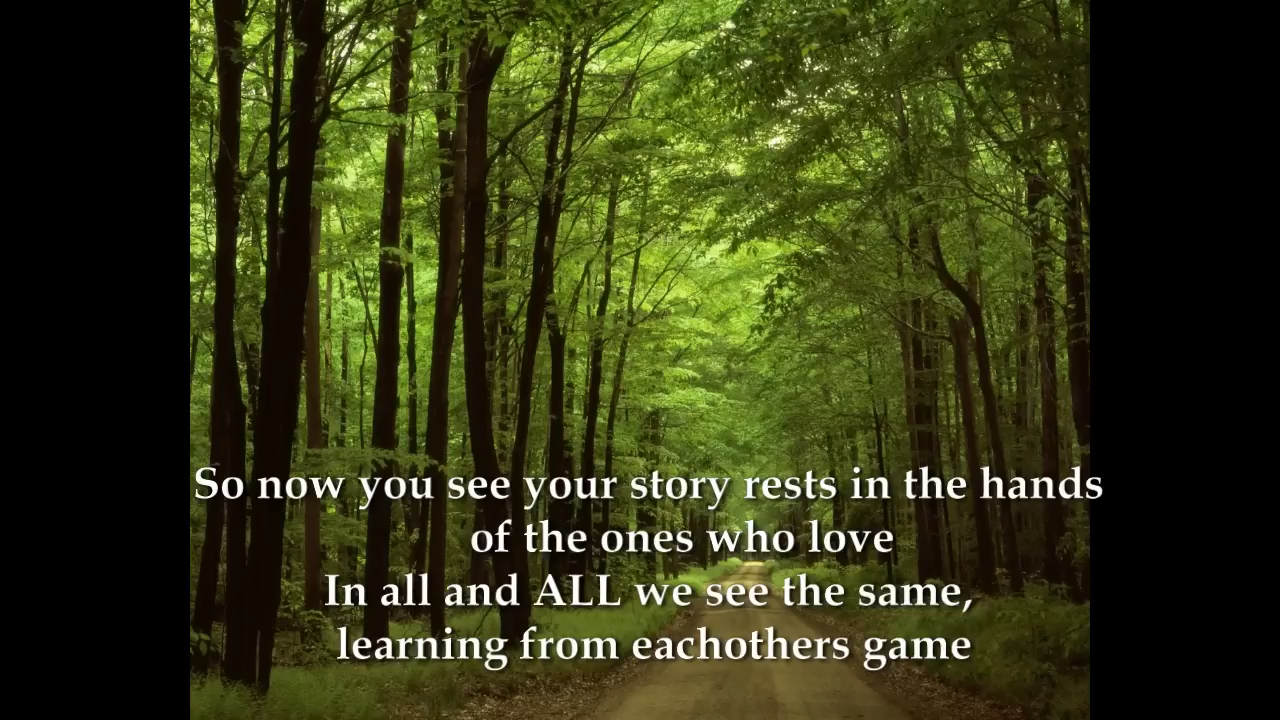 So now you see your story rests in the hands
of the ones who love
In all and ALL we see the same,
learning from eachothers game